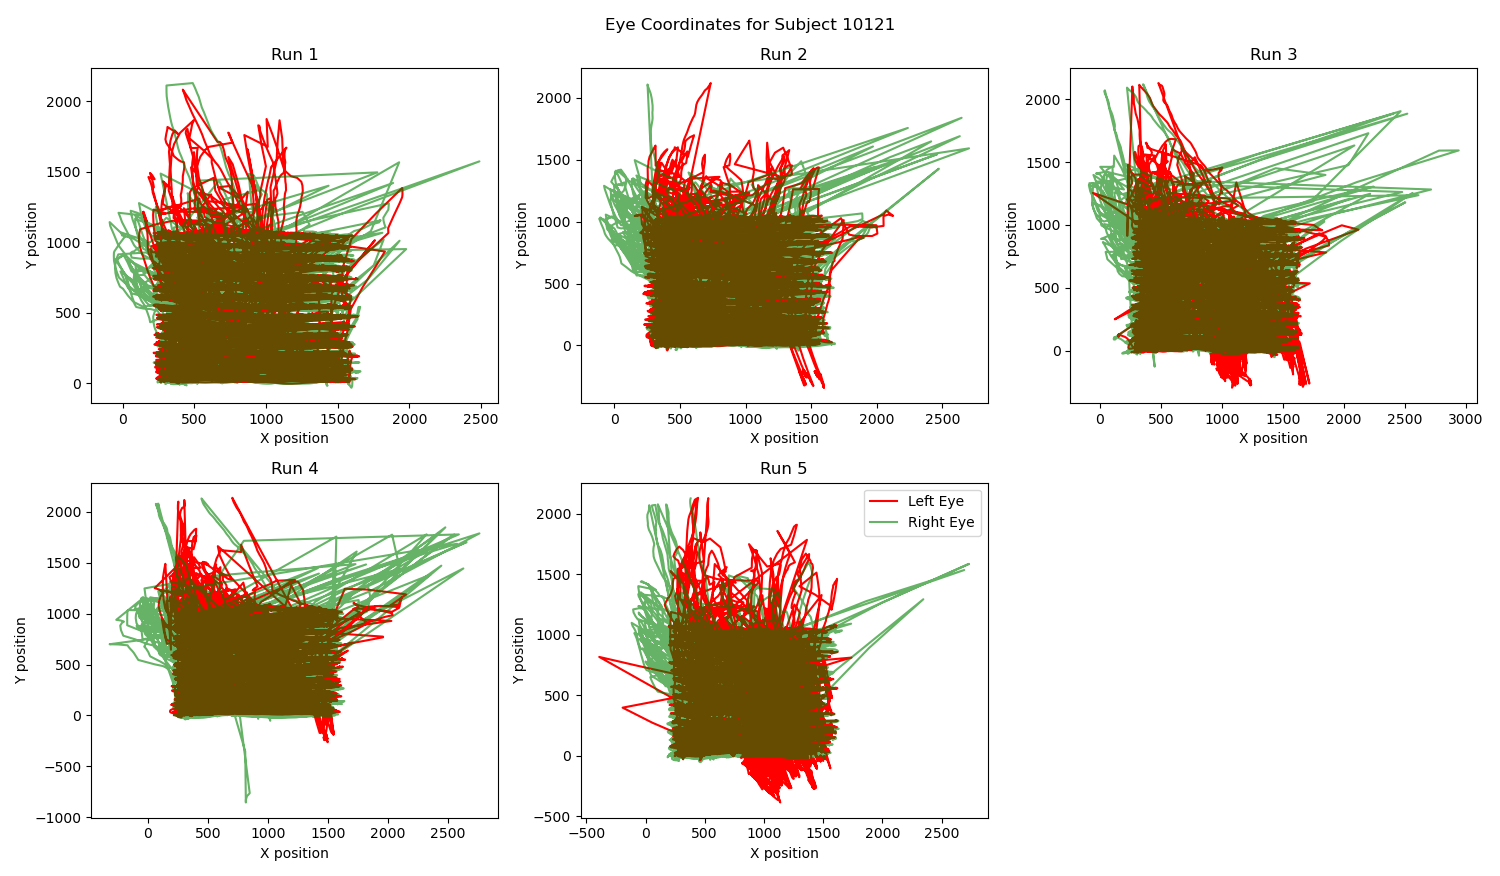 Eye Coordinates for Subject 10121
Run 1
Y position
2000
1500
1000
500
0
0 500 1000 1500 2000 2500
X position
Run 2
Y position
2000
1500
1000
500
0
0 500 1000 1500 2000 2500
X position
Run 3
Y position
2000
1500
1000
500
0
0 500 1000 1500 2000 2500 3000
X position
Run 4
Y position
2000
1500
1000
500
0
−500
−1000
0 500 1000 1500 2000 2500
X position
Run 5
Left Eye
Right Eye
Y position
2000
1500
1000
500
0
−500
−500 0 500 1000 1500 2000 2500
X position